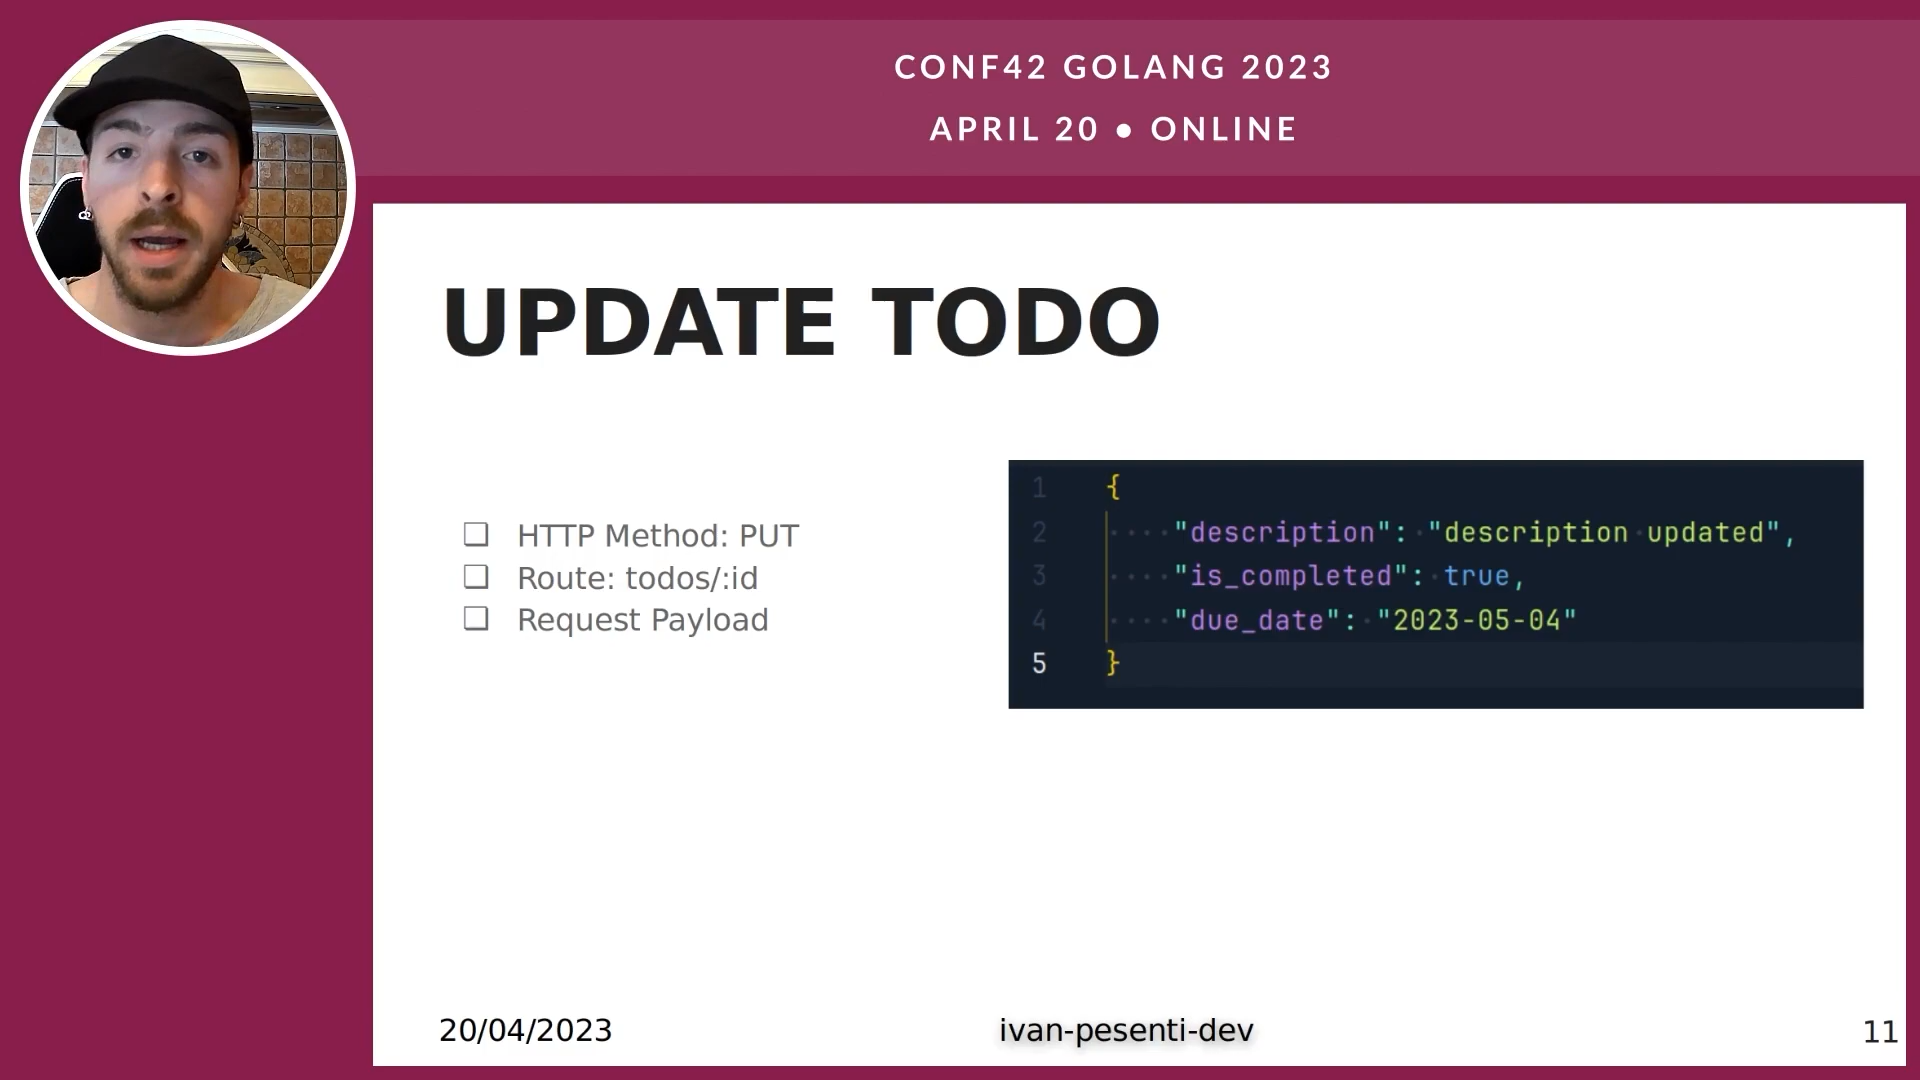 CONF42 GOLANG 2023
APRIL 20 • ONLINE
UPDATE TODO
❑ HTTP Method: PUT
❑ Route: todos/:id
❑ Request Payload
1 {
2 ····"description":·"description·updated",
3 ····"is_completed":·true,
4 ····"due_date":·"2023-05-04"
5 }
20/04/2023
ivan-pesenti-dev
11